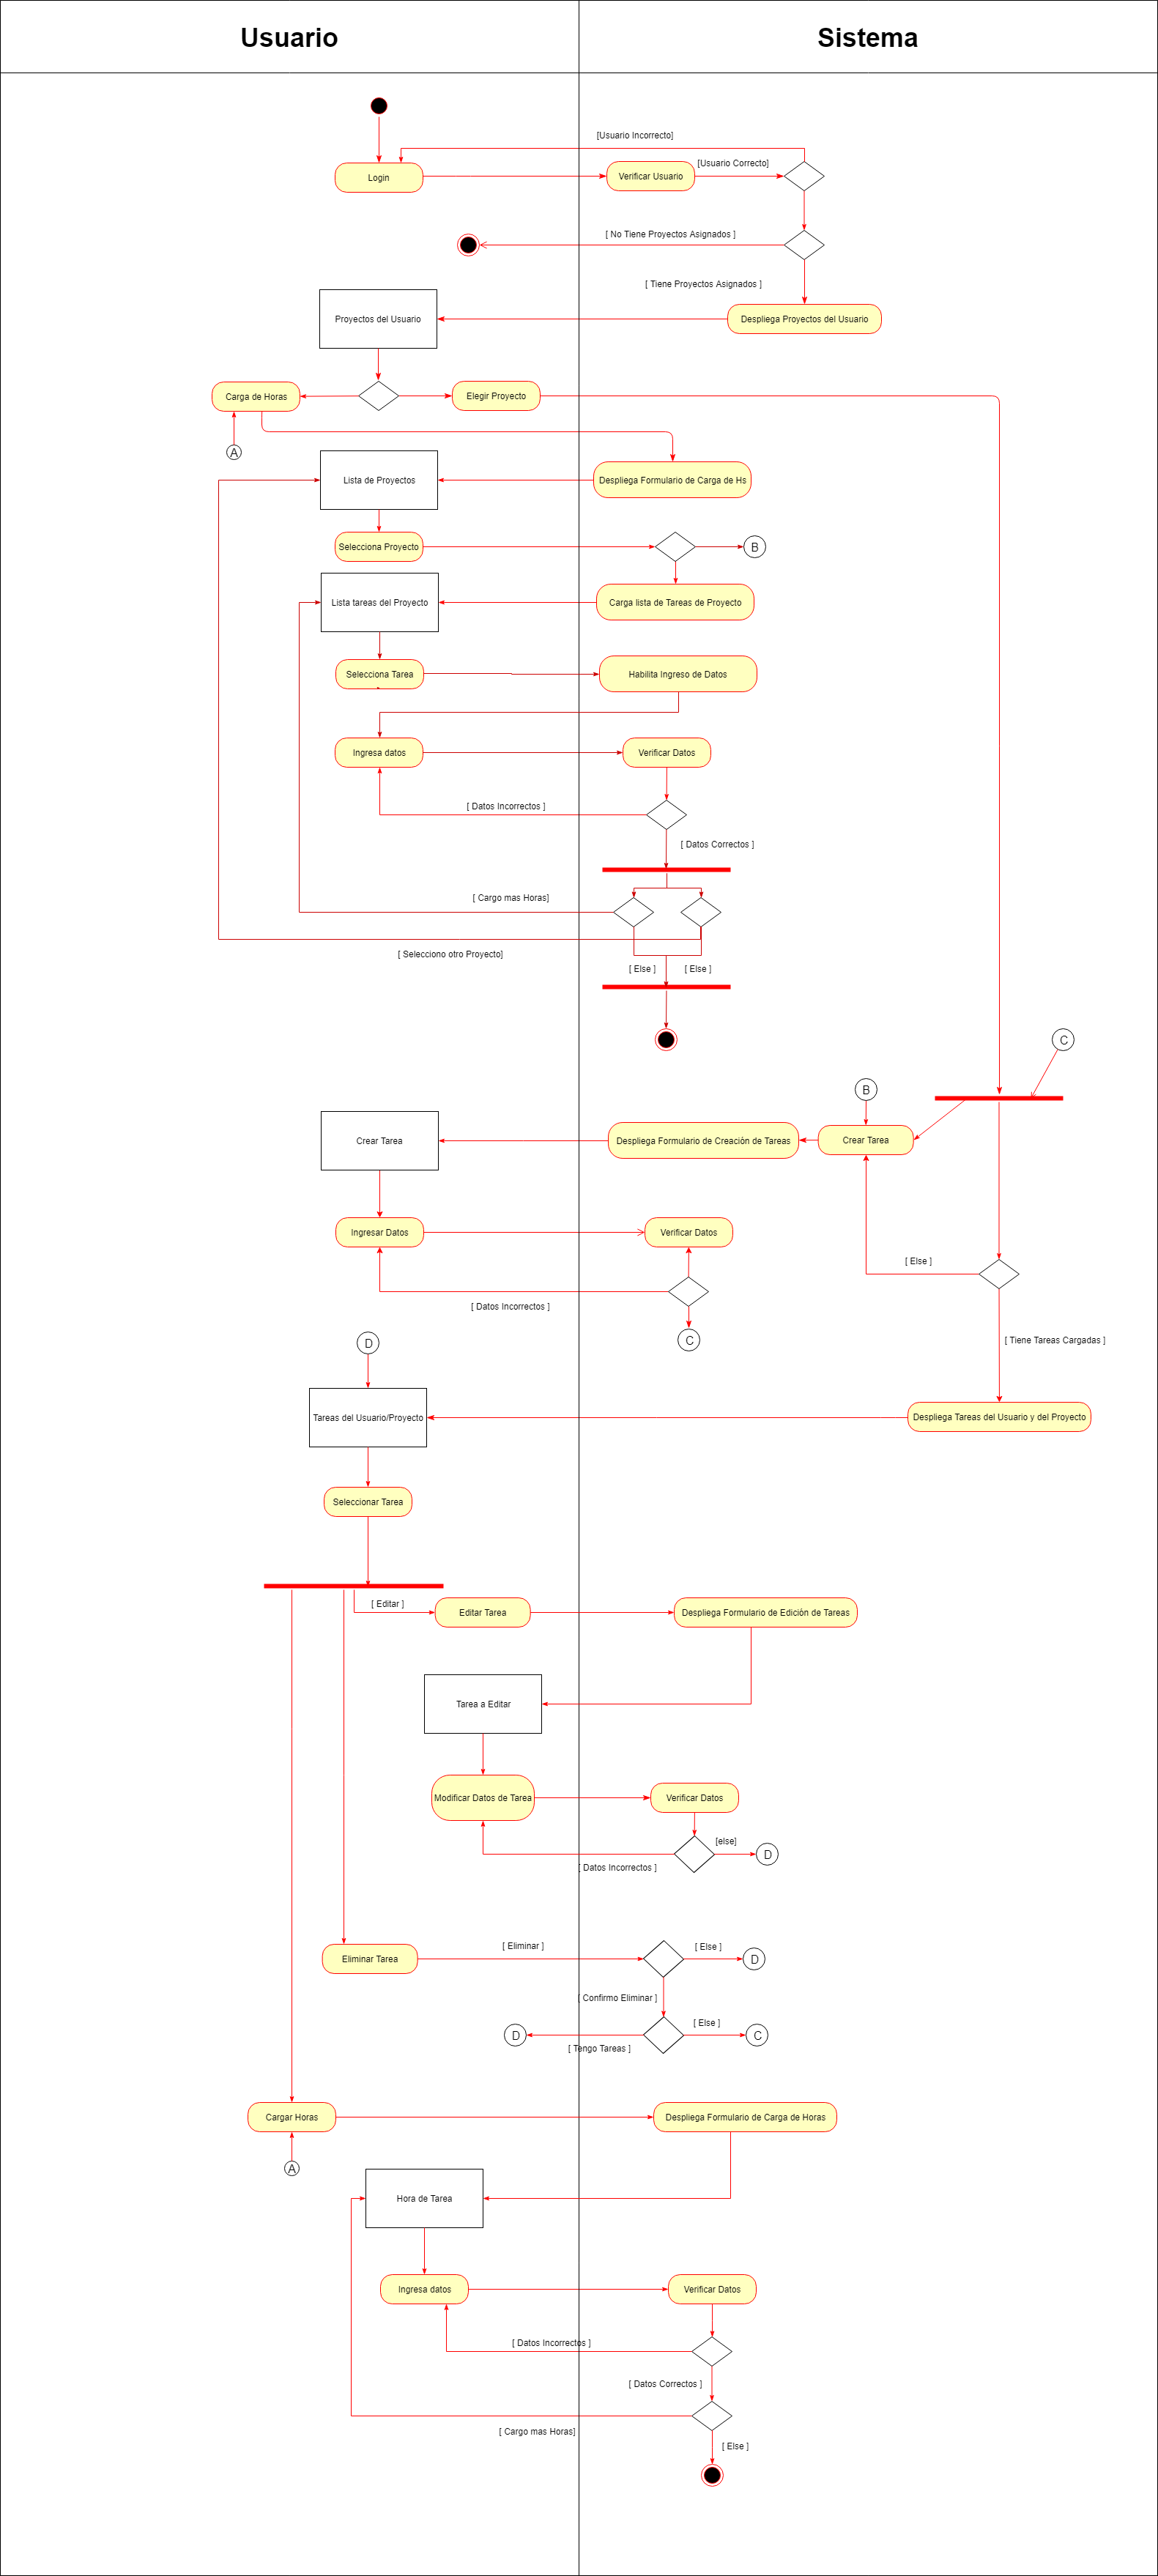 Usuario
Sistema
[Usuario Incorrecto]
Login
Verificar Usuario
[Usuario Correcto]
[ No Tiene Proyectos Asignados ]
[ Tiene Proyectos Asignados ]
Proyectos del Usuario
Despliega Proyectos del Usuario
Carga de Horas
Elegir Proyecto
A
Lista de Proyectos
Despliega Formulario de Carga de Hs
Selecciona Proyecto
B
Lista tareas del Proyecto
Carga lista de Tareas de Proyecto
Selecciona Tarea
Habilita Ingreso de Datos
Ingresa datos
Verificar Datos
[ Datos Incorrectos ]
[ Datos Correctos ]
[ Cargo mas Horas]
[ Selecciono otro Proyecto]
[ Else ]
[ Else ]
C
B
Crear Tarea
Despliega Formulario de Creación de Tareas
Crear Tarea
Ingresar Datos
Verificar Datos
[ Else ]
[ Datos Incorrectos ]
C
[ Tiene Tareas Cargadas ]
D
Tareas del Usuario/Proyecto
Despliega Tareas del Usuario y del Proyecto
Seleccionar Tarea
[ Editar ]
Editar Tarea
Despliega Formulario de Edición de Tareas
Tarea a Editar
Modificar Datos de Tarea
Verificar Datos
[else]
D
[ Datos Incorrectos ]
Eliminar Tarea
[ Eliminar ]
[ Else ]
D
[ Confirmo Eliminar ]
[ Else ]
D
C
[ Tengo Tareas ]
Cargar Horas
Despliega Formulario de Carga de Horas
A
Hora de Tarea
Ingresa datos
Verificar Datos
[ Datos Incorrectos ]
[ Datos Correctos ]
[ Cargo mas Horas]
[ Else ]